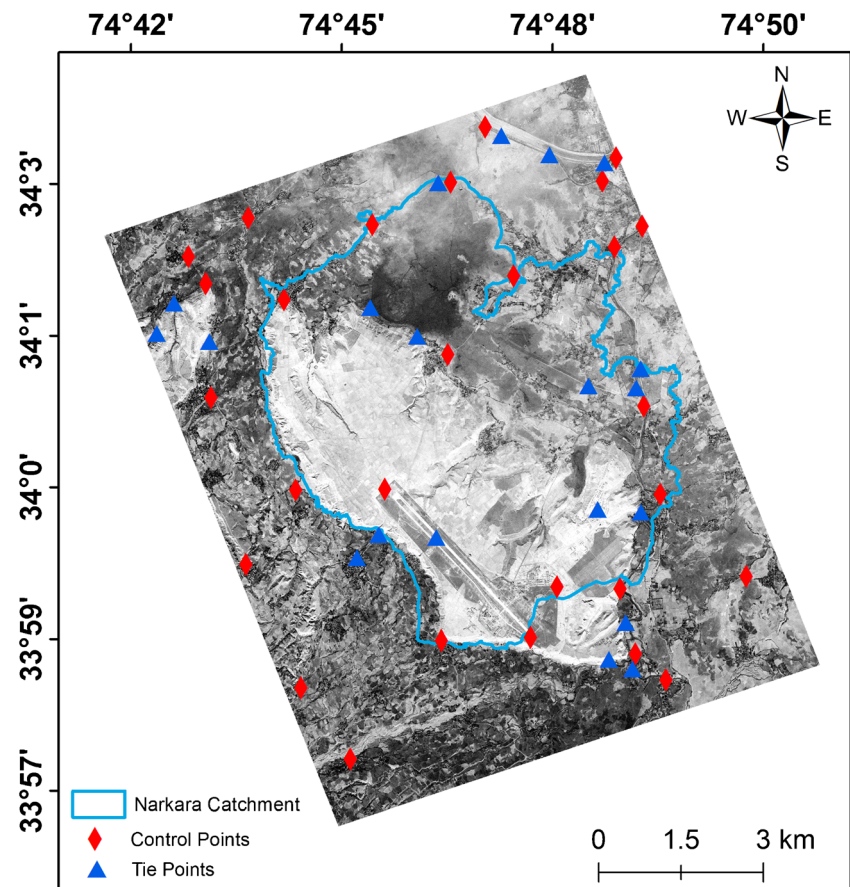 74°42' 74°45' 74°48' 74°50'
N
W E
S
34°3'
34°1'
34°0'
33°59'
33°57'
Narkara Catchment
Control Points
Tie Points
0 1.5 3 km